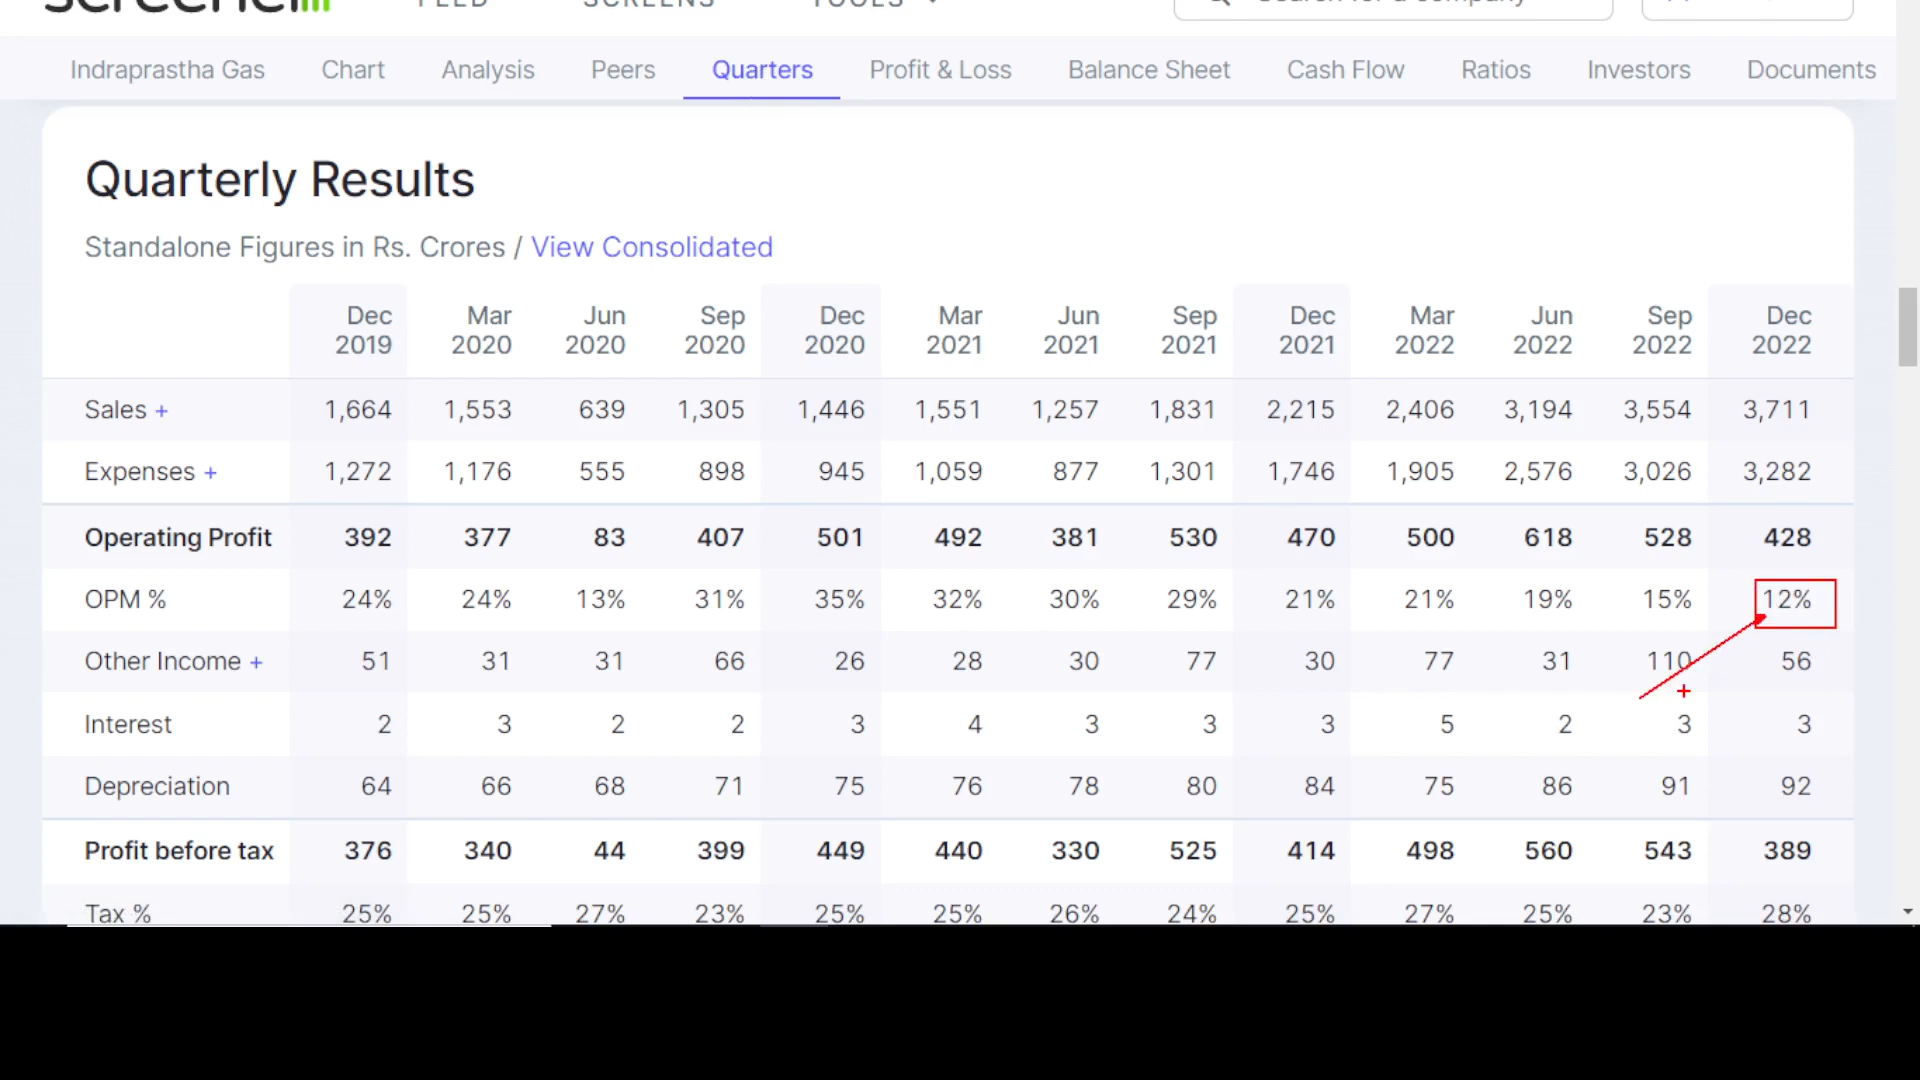 screener FEED SCREENS TOOLS Search for a company
Indraprastha Gas Chart Analysis Peers Quarters Profit & Loss Balance Sheet Cash Flow Ratios Investors Documents
Quarterly Results
Standalone Figures in Rs. Crores / View Consolidated
Dec 2019 Mar 2020 Jun 2020 Sep 2020 Dec 2020 Mar 2021 Jun 2021 Sep 2021 Dec 2021 Mar 2022 Jun 2022 Sep 2022 Dec 2022
Sales + 1,664 1,553 639 1,305 1,446 1,551 1,257 1,831 2,215 2,406 3,194 3,554 3,711
Expenses + 1,272 1,176 555 898 945 1,059 877 1,301 1,746 1,905 2,576 3,026 3,282
Operating Profit 392 377 83 407 501 492 381 530 470 500 618 528 428
OPM % 24% 24% 13% 31% 35% 32% 30% 29% 21% 21% 19% 15% 12%
Other Income + 51 31 31 66 26 28 30 77 30 77 31 110 56
Interest 2 3 2 2 3 4 3 3 3 5 2 3 3
Depreciation 64 66 68 71 75 76 78 80 84 75 86 91 92
Profit before tax 376 340 44 399 449 440 330 525 414 498 560 543 389
Tax % 25% 25% 27% 23% 25% 25% 26% 24% 25% 27% 25% 23% 28%